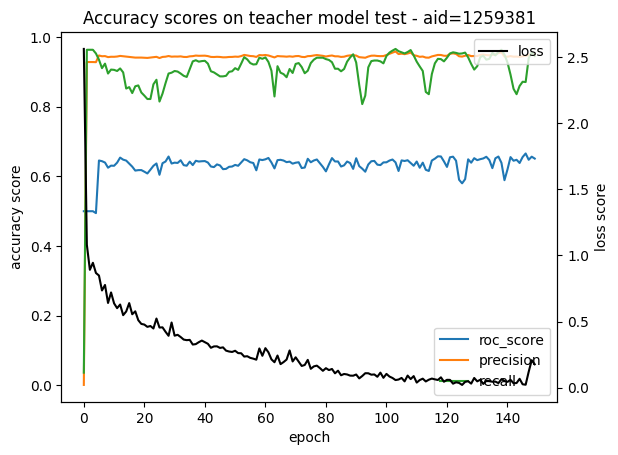 Accuracy scores on teacher model test - aid=1259381
1.0
0.8
0.6
0.4
0.2
0.0
accuracy score
0
20
40
60
80
100
120
140
epoch
2.5
2.0
1.5
1.0
0.5
0.0
loss score
loss
roc_score
precision
recall